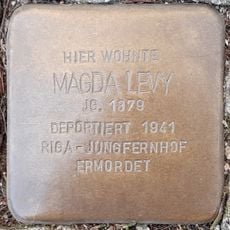 HIER WOHNTE
MAGDA LEVY
JG. 1879
DEPORTIERT 1941
RIGA-JUNGFERNHOF
ERMORDET